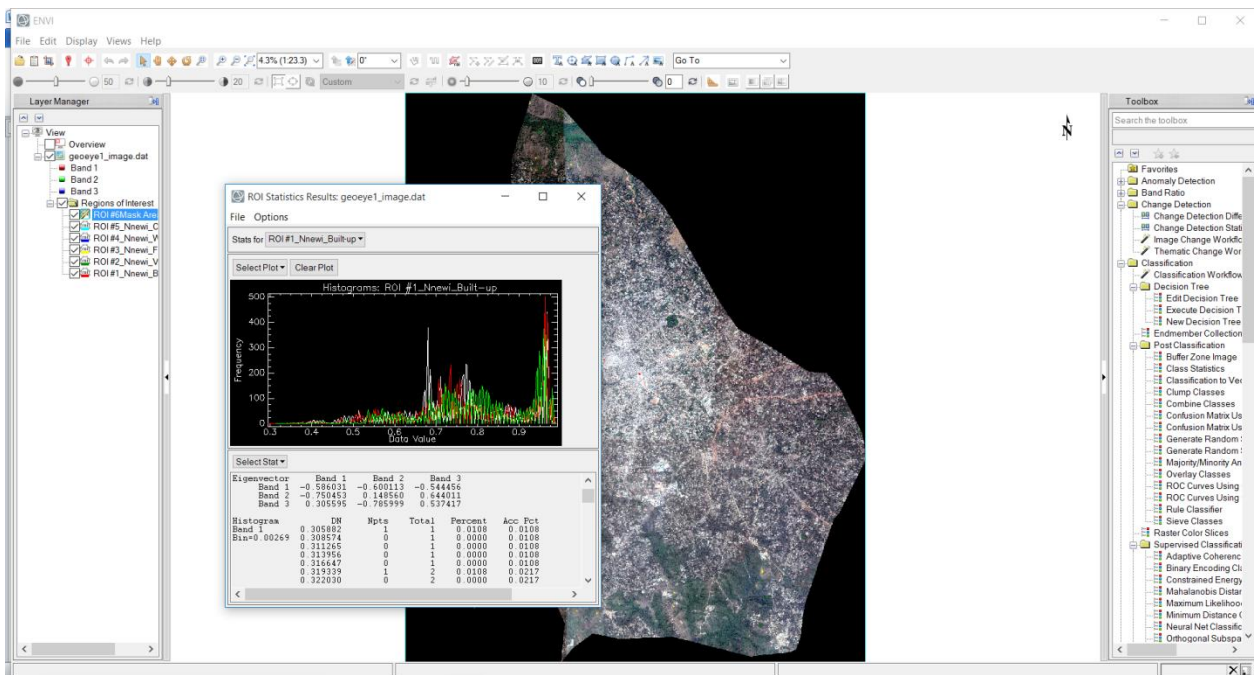 ENVI
File Edit Display Views Help
4.3% (1:23.3) 0° Go To
50 20 Custom 10 0
Layer Manager
View
Overview
geoeye1_image.dat
Band 1
Band 2
Band 3
Regions of Interest
ROI #6Mask Are
ROI #5_Nnewi_O
ROI #4_Nnewi_W
ROI #3_Nnewi_F
ROI #2_Nnewi_V
ROI #1_Nnewi_B
ROI Statistics Results: geoeye1_image.dat
File Options
Stats for ROI #1_Nnewi_Built-up
Select Plot Clear Plot
Histograms: ROI #1_Nnewi_Built-up
Frequency
500
400
300
200
100
0
0.3 0.4 0.5 0.6 0.7 0.8 0.9
Data Value
Select Stat
Eigenvector Band 1 Band 2 Band 3
Band 1 -0.586031 -0.600113 -0.544456
Band 2 -0.750453 0.148560 0.644011
Band 3 0.305595 -0.785999 0.537417
Histogram DN Npts Total Percent Acc Pct
Band 1 0.305882 1 1 0.0108 0.0108
Bin=0.00269 0.308574 0 1 0.0000 0.0108
0.311265 0 1 0.0000 0.0108
0.313956 0 1 0.0000 0.0108
0.316647 0 1 0.0000 0.0108
0.319339 1 2 0.0108 0.0217
0.322030 0 2 0.0000 0.0217
N
Toolbox
Search the toolbox
Favorites
Anomaly Detection
Band Ratio
Change Detection
Change Detection Diffe
Change Detection Stati
Image Change Workflc
Thematic Change Wor
Classification
Classification Workflow
Decision Tree
Edit Decision Tree
Execute Decision T
New Decision Tree
Endmember Collection
Post Classification
Buffer Zone Image
Class Statistics
Classification to Vec
Clump Classes
Combine Classes
Confusion Matrix Us
Confusion Matrix Us
Generate Random S
Generate Random S
Majority/Minority An
Overlay Classes
ROC Curves Using
ROC Curves Using
Rule Classifier
Sieve Classes
Raster Color Slices
Supervised Classificati
Adaptive Coherenc
Binary Encoding Cla
Constrained Energy
Mahalanobis Distar
Maximum Likelihood
Minimum Distance C
Neural Net Classific
Orthogonal Subspa